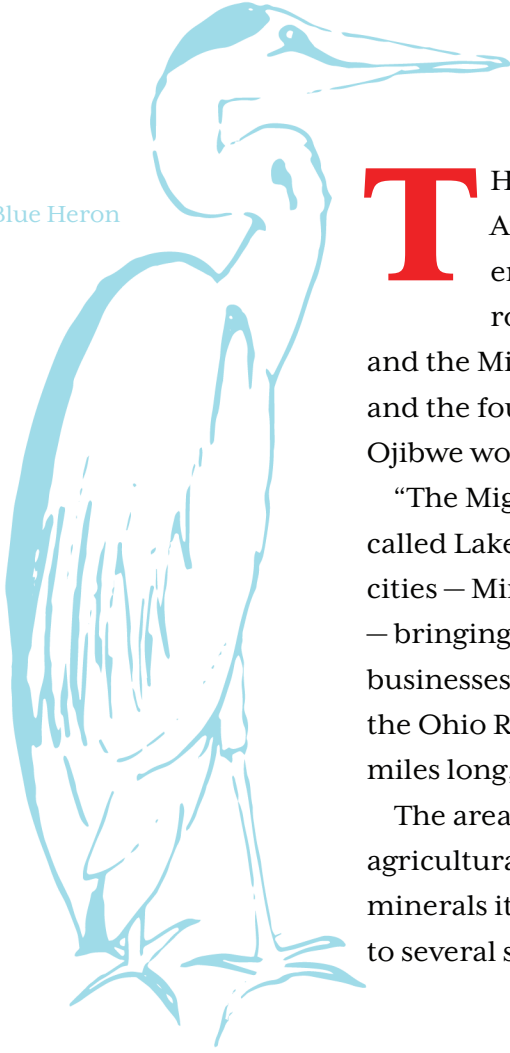 Blue Heron
TH
A
er
ro
and the Mi
and the fou
Ojibwe wo
“The Mig
called Lake
cities — Mi
— bringing
businesses
the Ohio R
miles long,
The area
agricultura
minerals it
to several s